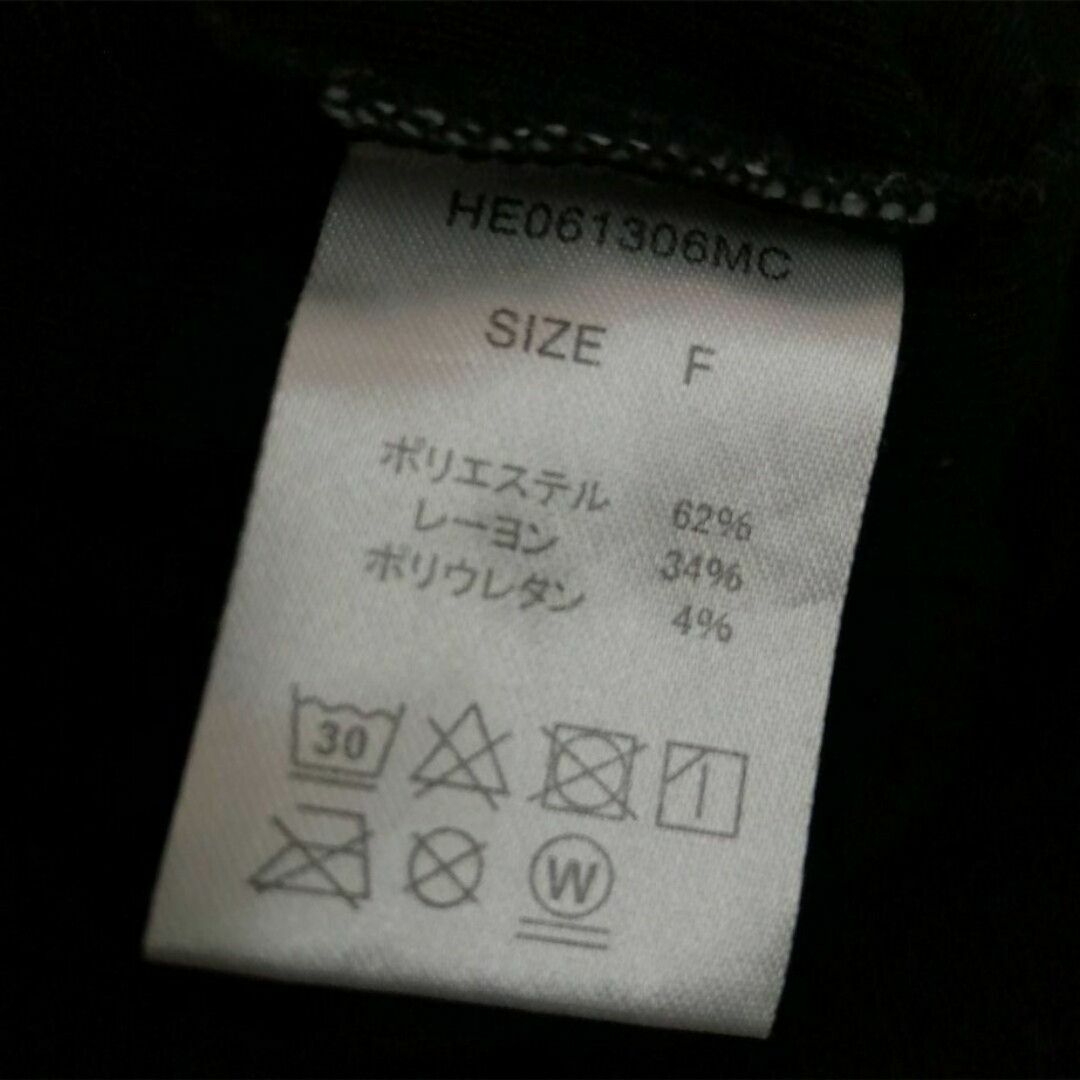 HE061306MC
SIZE F
ポリエステル 62%
レーヨン 34%
ポリウレタン 4%
30
W